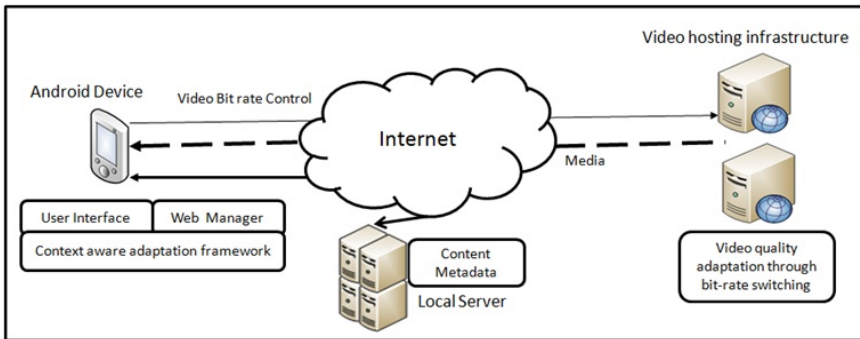 Video hosting infrastructure
Android Device
Video Bit rate Control
Internet
Media
User Interface
Web Manager
Context aware adaptation framework
Content
Metadata
Local Server
Video quality
adaptation through
bit-rate switching